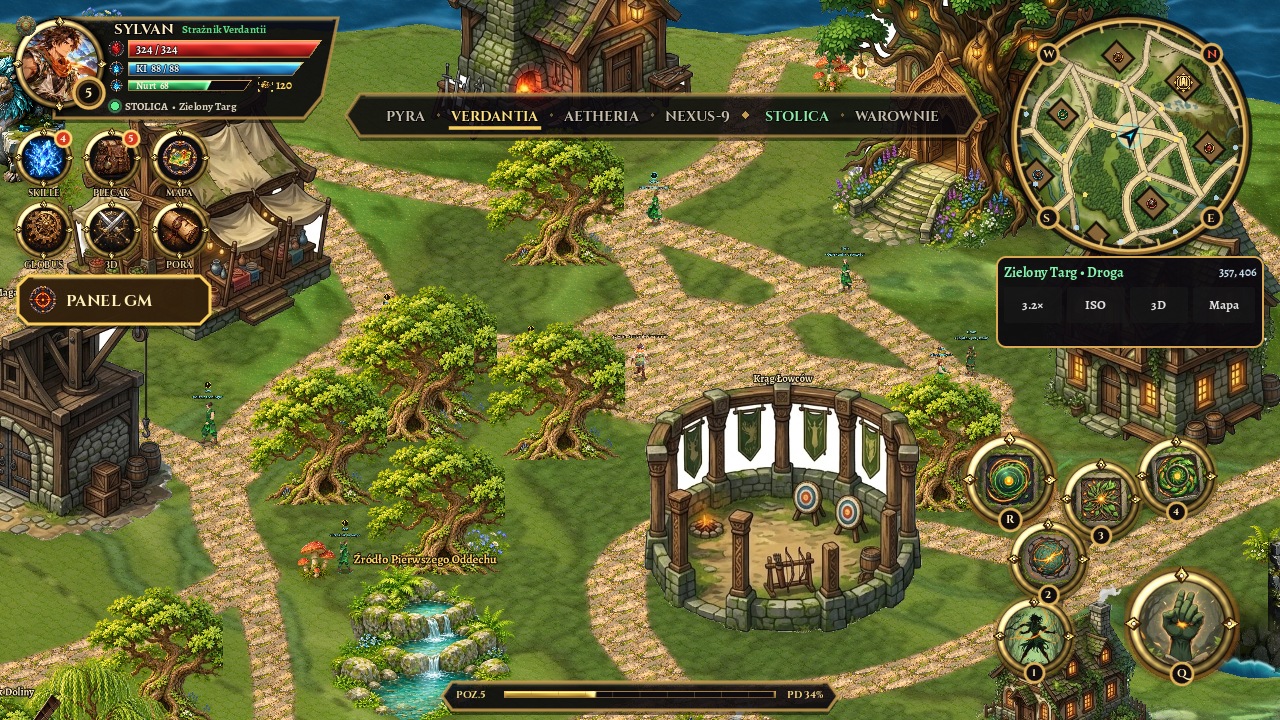 SYLVAN Strażnik Verdantii
324 / 324
KI 88 / 88
Nurt 68
120
5
STOLICA • Zielony Targ
PYRA VERDANTIA AETHERIA NEXUS-9 STOLICA WAROWNIE
W N
S E
4 5
SKILLE PLECAK MAPA
GLOBUS 3D PORA
PANEL GM
Zielony Targ • Droga 357, 406
3.2× ISO 3D Mapa
Krąg Łowców
Źródło Pierwszego Oddechu
R 3 4
2
1 Q
Doliny
POZ.5 PD 34%